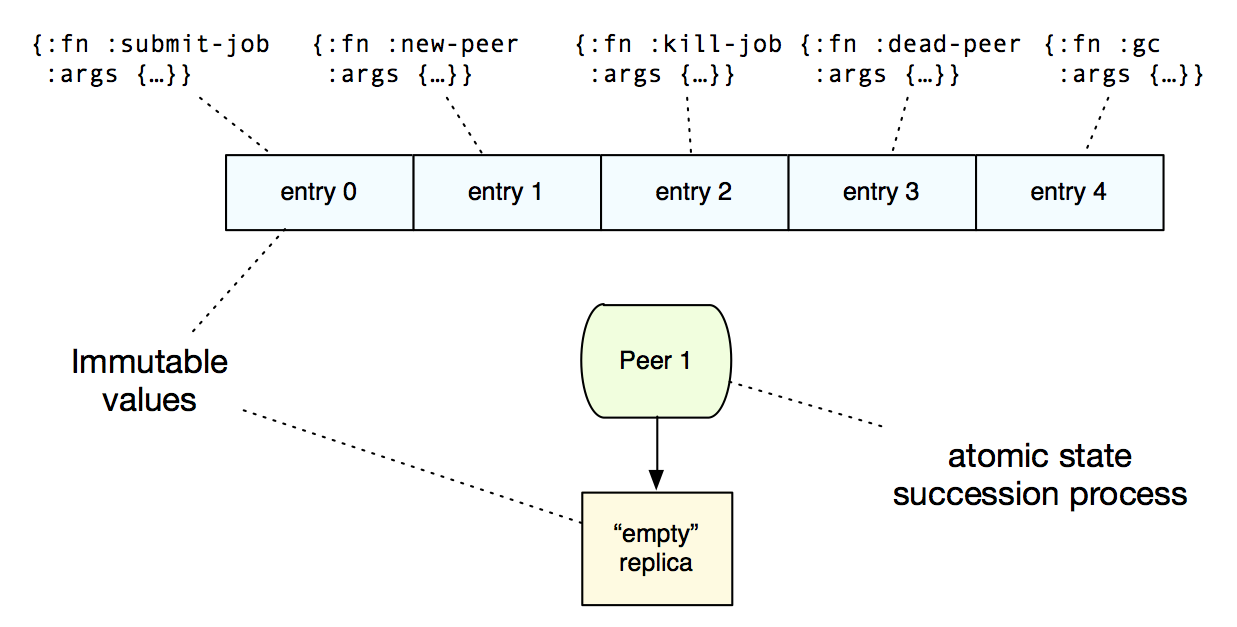 {:fn :submit-job
:args {…}}
{:fn :new-peer
:args {…}}
{:fn :kill-job
:args {…}}
{:fn :dead-peer
:args {…}}
{:fn :gc
:args {…}}
entry 0
entry 1
entry 2
entry 3
entry 4
Immutable
values
Peer 1
atomic state
succession process
“empty”
replica